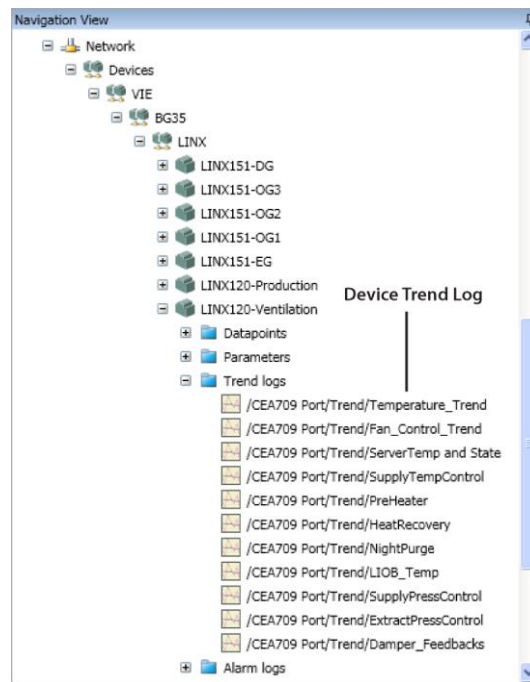 Navigation View
Network
Devices
VIE
BG35
LINX
LINX151-DG
LINX151-OG3
LINX151-OG2
LINX151-OG1
LINX151-EG
LINX120-Production
LINX120-Ventilation
Device Trend Log
Datapoints
Parameters
Trend logs
/CEA709 Port/Trend/Temperature_Trend
/CEA709 Port/Trend/Fan_Control_Trend
/CEA709 Port/Trend/ServerTemp and State
/CEA709 Port/Trend/SupplyTempControl
/CEA709 Port/Trend/PreHeater
/CEA709 Port/Trend/HeatRecovery
/CEA709 Port/Trend/NightPurge
/CEA709 Port/Trend/LIOB_Temp
/CEA709 Port/Trend/SupplyPressControl
/CEA709 Port/Trend/ExtractPressControl
/CEA709 Port/Trend/Damper_Feedbacks
Alarm logs